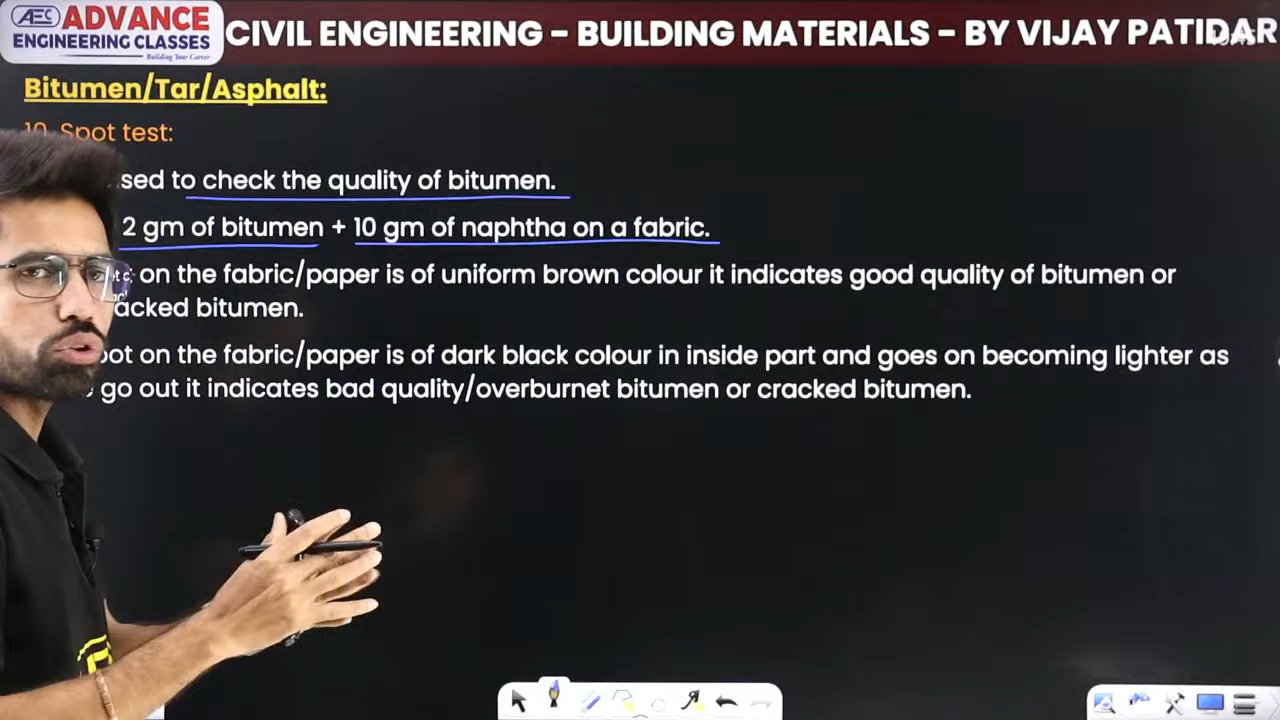 AEC ADVANCE
ENGINEERING CLASSES
Building Your Career
CIVIL ENGINEERING – BUILDING MATERIALS – BY VIJAY PATIDAR
Bitumen/Tar/Asphalt:
10. Spot test:
to check the quality of bitumen.
2 gm of bitumen + 10 gm of naphtha on a fabric.
on the fabric/paper is of uniform brown colour it indicates good quality of bitumen or
bitumen.
on the fabric/paper is of dark black colour in inside part and goes on becoming lighter as
go out it indicates bad quality/overburnet bitumen or cracked bitumen.